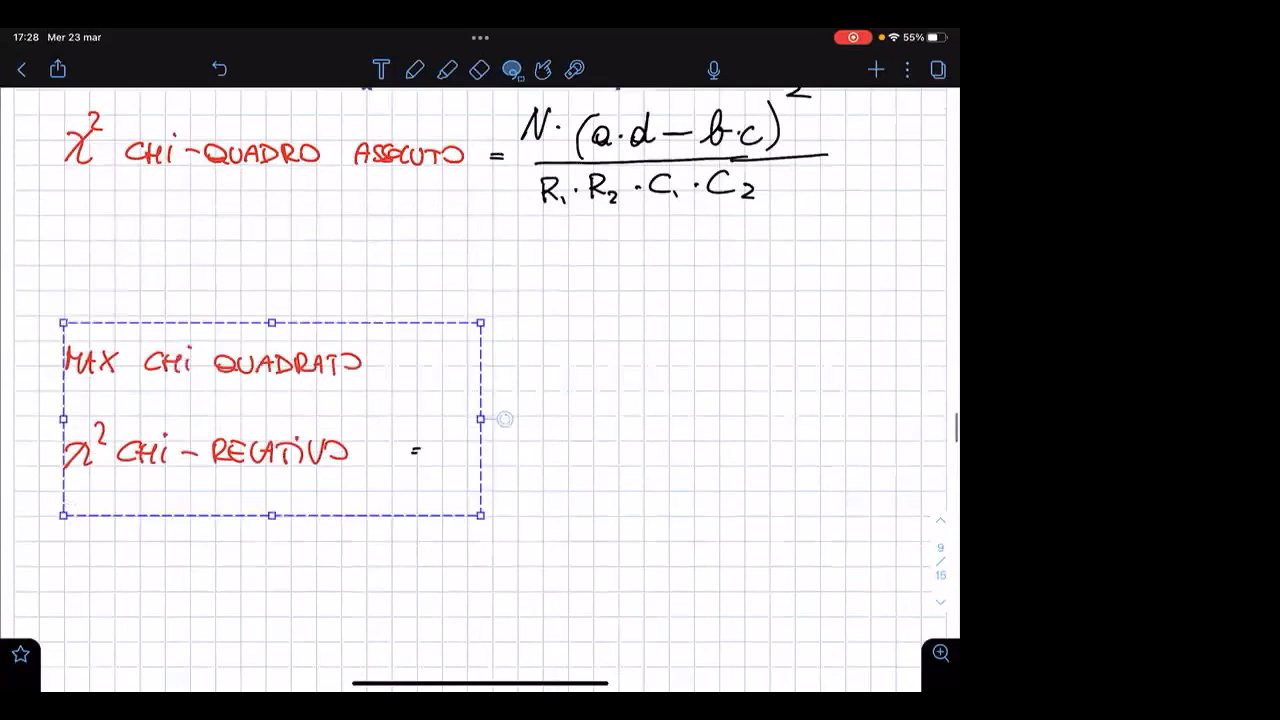 17:28 Mer 23 mar
55%
χ² CHI-QUADRO ASSOLUTO = N·(a·d-b·c)² / R₁·R₂·C₁·C₂
MAX CHI QUADRATO
χ² CHI-RELATIVO =
9
/
15